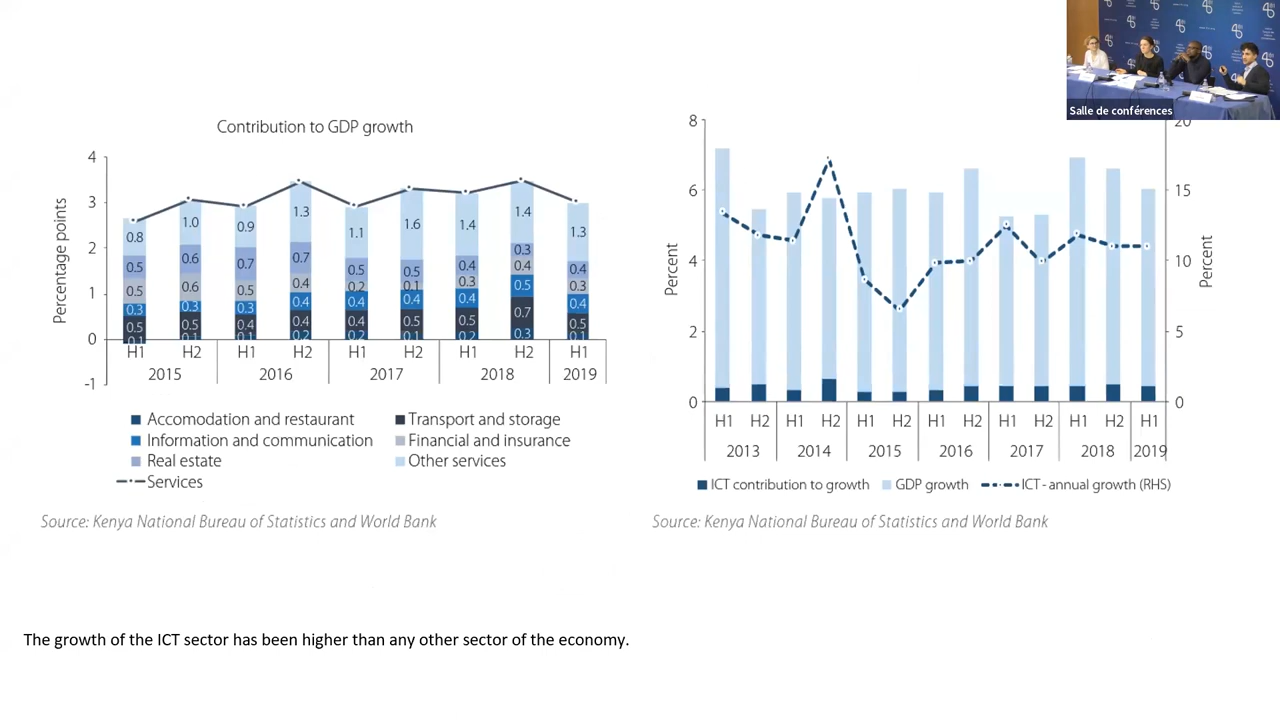 Salle de conférences
Contribution to GDP growth
Percentage points
4
3
2
1
0
-1
0.8 1.0 0.9 1.3 1.1 1.6 1.4 1.4 1.3
0.5 0.6 0.7 0.7 0.5 0.5 0.4 0.3 0.4
0.5 0.6 0.5 0.4 0.2 0.1 0.3 0.4 0.3
0.3 0.3 0.3 0.4 0.4 0.4 0.4 0.5 0.4
0.5 0.5 0.4 0.4 0.4 0.5 0.5 0.7 0.5
0.1 0.1 0.1 0.2 0.2 0.1 0.2 0.3 0.1
H1 H2 H1 H2 H1 H2 H1 H2 H1
2015 2016 2017 2018 2019
Accomodation and restaurant Transport and storage
Information and communication Financial and insurance
Real estate Other services
Services
Source: Kenya National Bureau of Statistics and World Bank
Percent
8
6
4
2
0
20
15
10
5
0
Percent
H1 H2 H1 H2 H1 H2 H1 H2 H1 H2 H1 H2 H1
2013 2014 2015 2016 2017 2018 2019
ICT contribution to growth GDP growth ICT - annual growth (RHS)
Source: Kenya National Bureau of Statistics and World Bank
The growth of the ICT sector has been higher than any other sector of the economy.